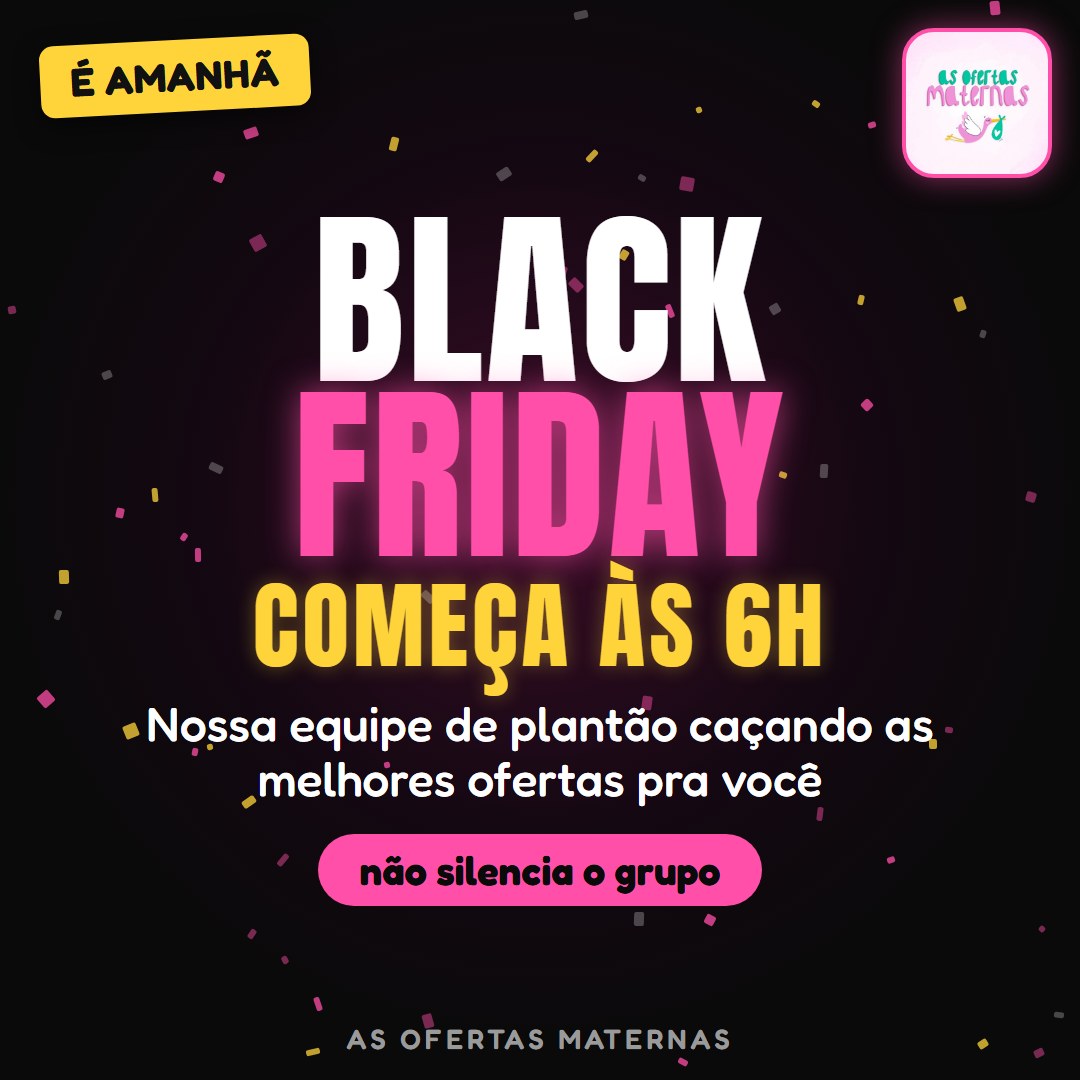 É AMANHÃ
as ofertas
maternas
BLACK
FRIDAY
COMEÇA ÀS 6H
Nossa equipe de plantão caçando as
melhores ofertas pra você
não silencia o grupo
AS OFERTAS MATERNAS